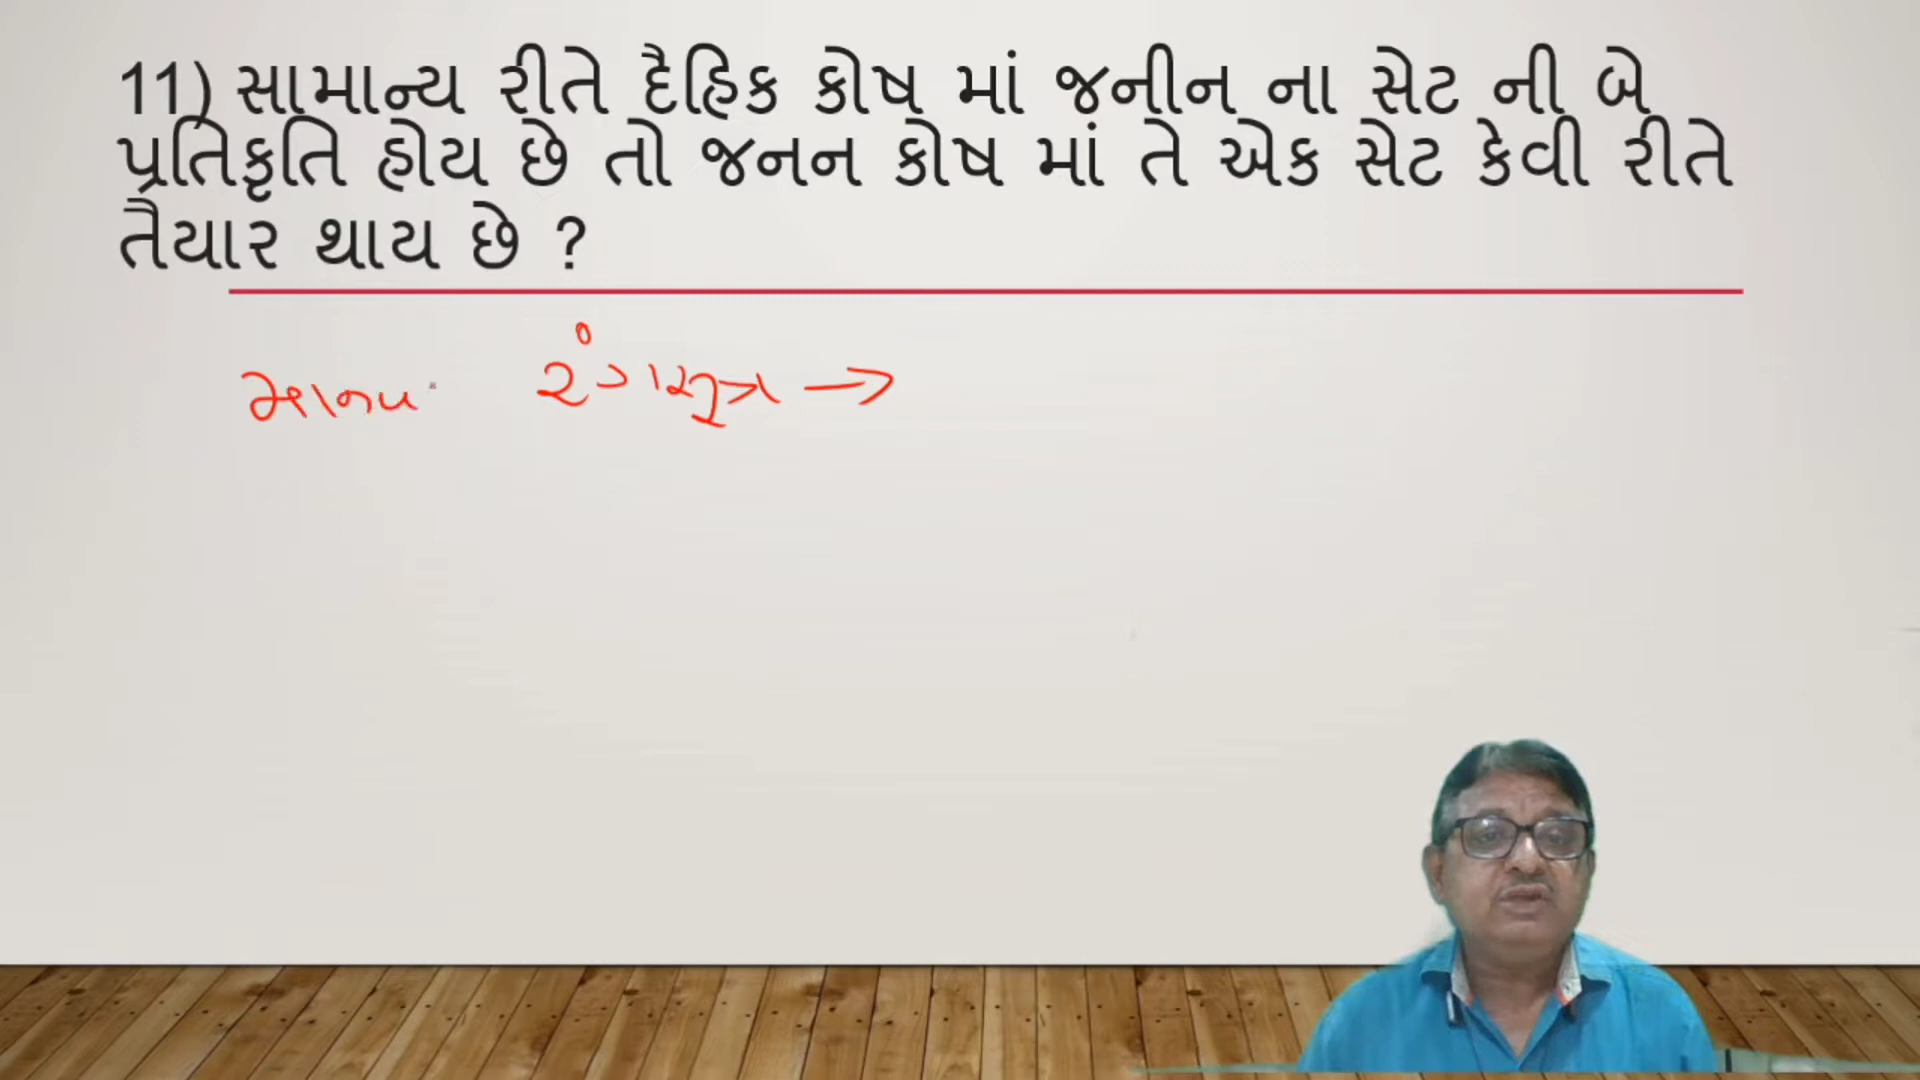 11) સામાન્ય રીતે દૈહિક કોષ માં જનીન ના સેટ ની બે
પ્રતિકૃતિ હોય છે તો જનન કોષ માં તે એક સેટ કેવી રીતે
તૈયાર થાય છે ?
માનવ રંગસૂત્ર →